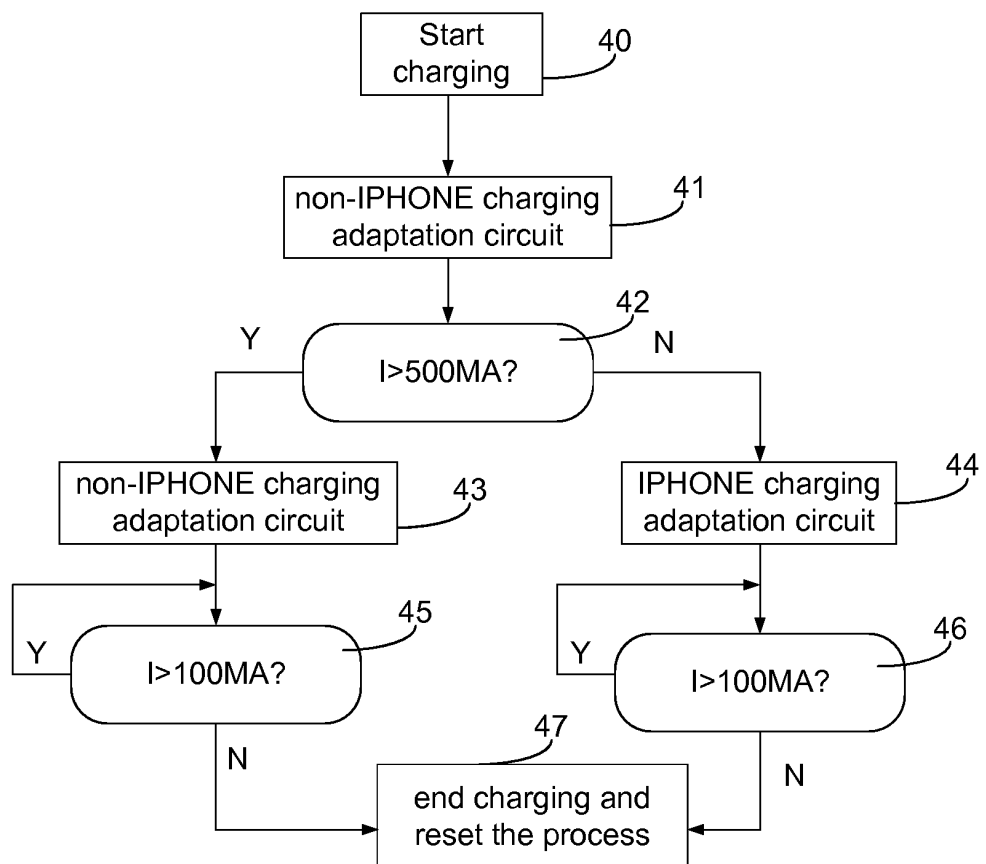 Start
charging
40
non-IPHONE charging
adaptation circuit
41
42
Y
N
I>500MA?
non-IPHONE charging
adaptation circuit
43
IPHONE charging
adaptation circuit
44
45
Y
I>100MA?
46
Y
I>100MA?
47
N
N
end charging and
reset the process